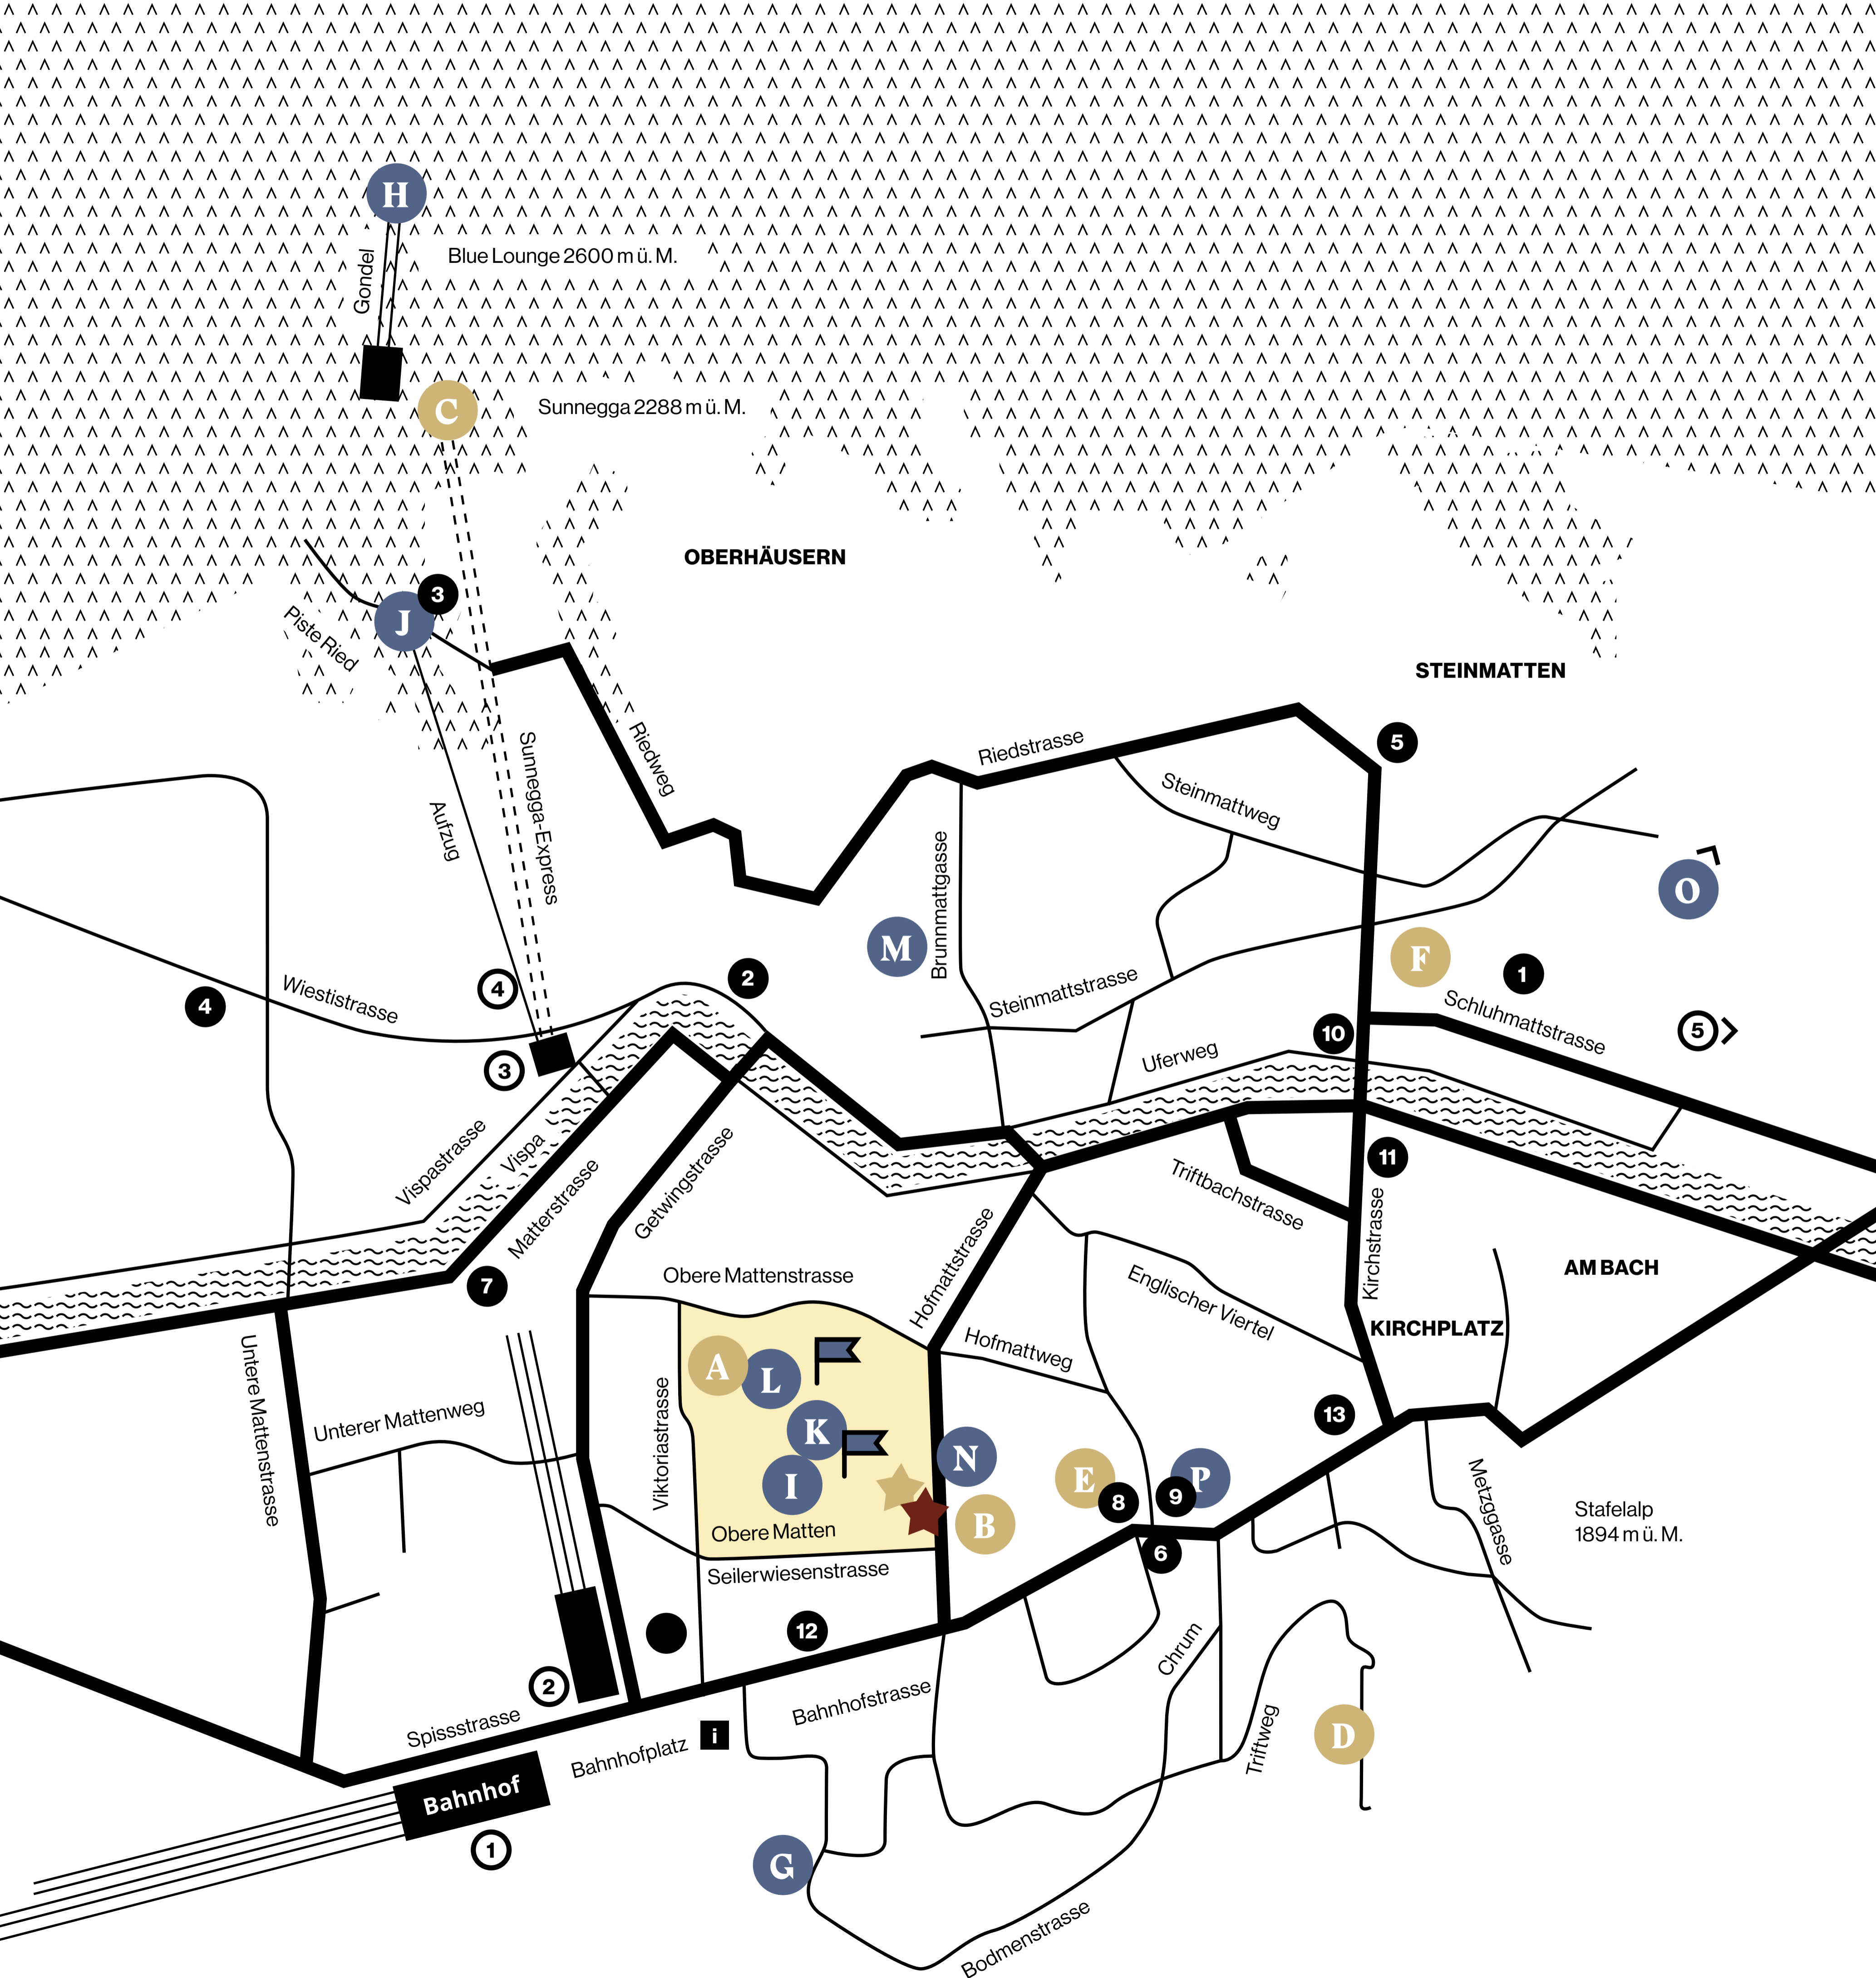 H
Gondel
Blue Lounge 2600 m ü. M.
C
Sunnegga 2288 m ü. M.
OBERHÄUSERN
3
J
Piste Ried
STEINMATTEN
Riedweg
Riedstrasse
5
Sunnegga-Express
Aufzug
Steinmattweg
Brunnmattgasse
O
M
F
1
4
Wiestistrasse
4
2
Steinmattstrasse
Schluhmattstrasse
5
10
3
Uferweg
Vispastrasse
Vispa
Matterstrasse
Getwingstrasse
11
Triftbachstrasse
Kirchstrasse
AM BACH
7
Obere Mattenstrasse
Hofmattstrasse
Englischer Viertel
KIRCHPLATZ
Hofmattweg
A
L
Untere Mattenstrasse
Unterer Mattenweg
Viktoriastrasse
K
13
N
I
E
8
9
P
Metzggasse
Obere Matten
B
Stafelalp
1894 m ü. M.
6
Seilerwiesenstrasse
12
Chrum
2
Spissstrasse
Bahnhofstrasse
Bahnhofplatz
i
Triftweg
D
Bahnhof
1
G
Bodmenstrasse